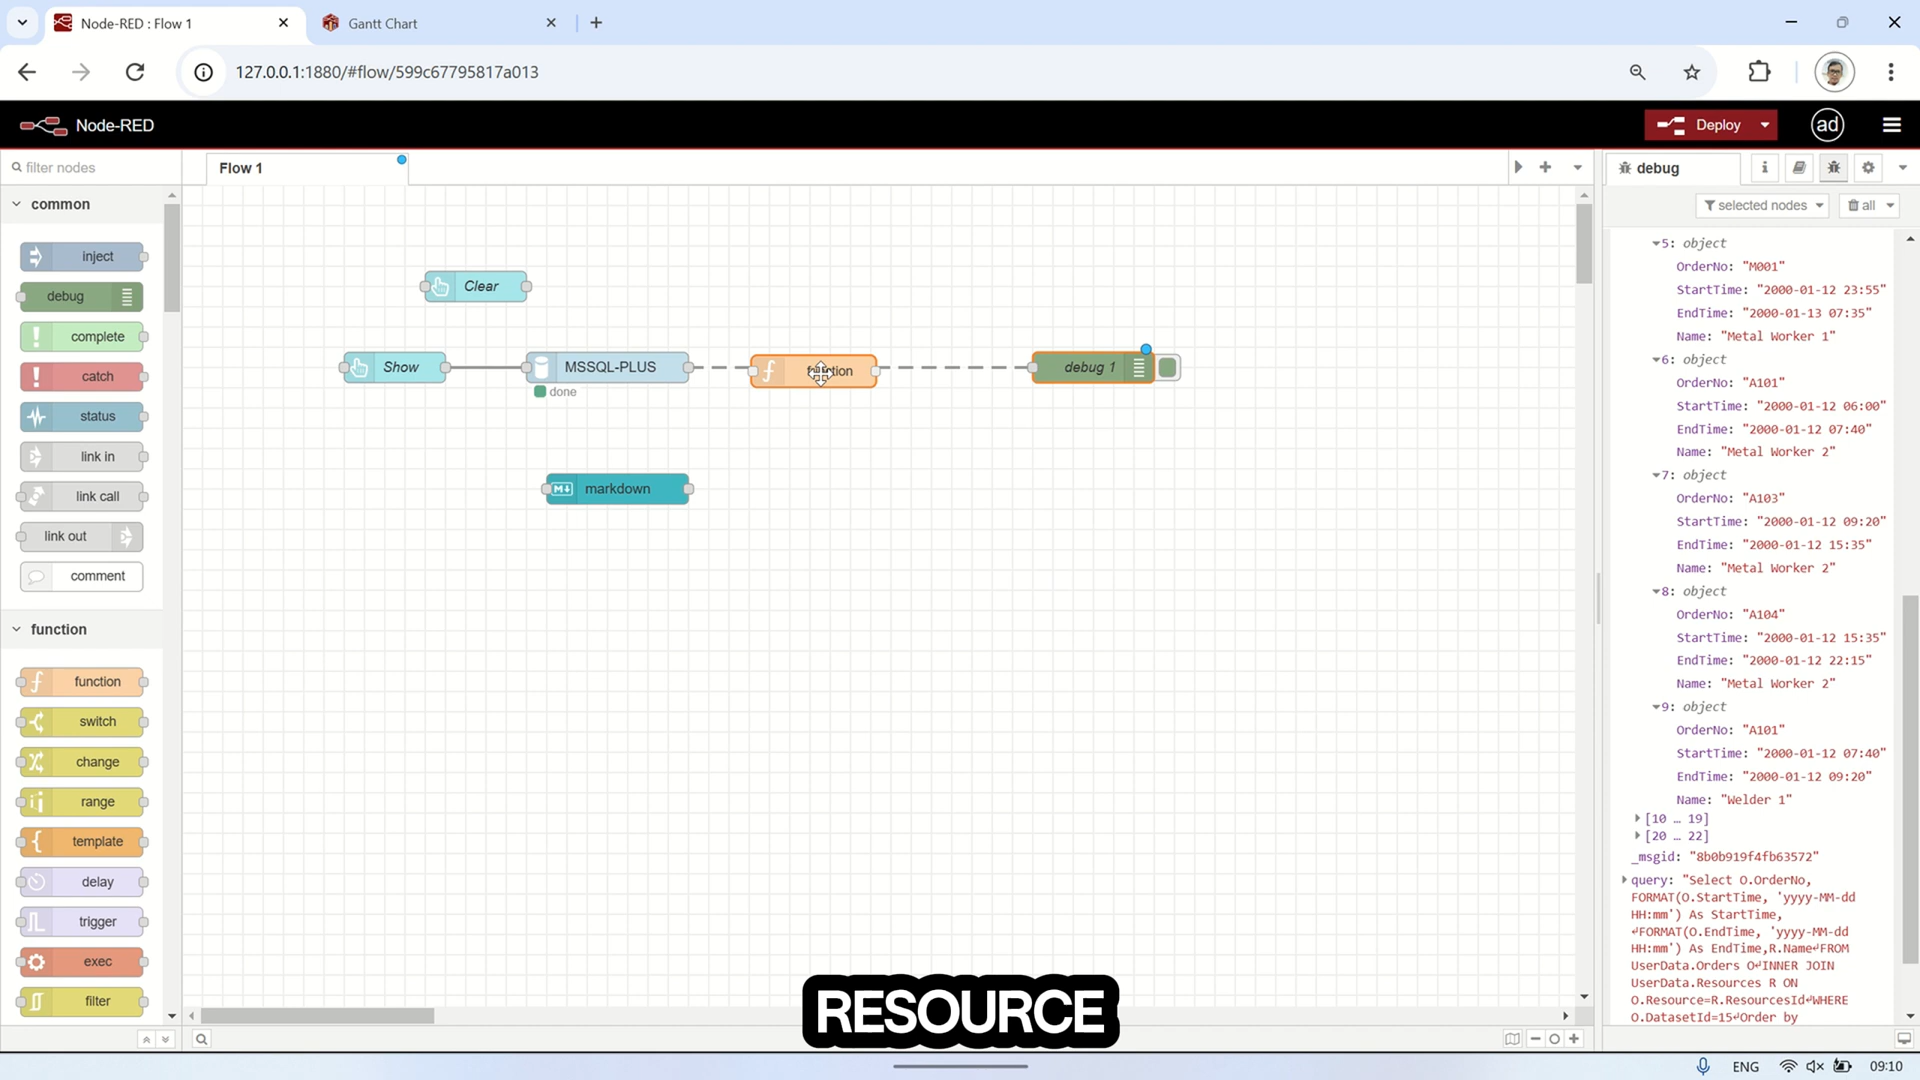 Node-RED : Flow 1
Gantt Chart
127.0.0.1:1880/#flow/599c67795817a013
Node-RED
Deploy
ad
filter nodes
Flow 1
debug
selected nodes
all
common
inject
debug
complete
catch
status
link in
link call
link out
comment
function
function
switch
change
range
template
delay
trigger
exec
filter
Clear
Show
MSSQL-PLUS
done
function
debug 1
markdown
5: object
OrderNo: "M001"
StartTime: "2000-01-12 23:55"
EndTime: "2000-01-13 07:35"
Name: "Metal Worker 1"
6: object
OrderNo: "A101"
StartTime: "2000-01-12 06:00"
EndTime: "2000-01-12 07:40"
Name: "Metal Worker 2"
7: object
OrderNo: "A103"
StartTime: "2000-01-12 09:20"
EndTime: "2000-01-12 15:35"
Name: "Metal Worker 2"
8: object
OrderNo: "A104"
StartTime: "2000-01-12 15:35"
EndTime: "2000-01-12 22:15"
Name: "Metal Worker 2"
9: object
OrderNo: "A101"
StartTime: "2000-01-12 07:40"
EndTime: "2000-01-12 09:20"
Name: "Welder 1"
[10 … 19]
[20 … 22]
_msgid: "8b0b919f4fb63572"
query: "Select O.OrderNo,
FORMAT(O.StartTime, 'yyyy-MM-dd
HH:mm') As StartTime,
↵FORMAT(O.EndTime, 'yyyy-MM-dd
HH:mm') As EndTime,R.Name↵FROM
UserData.Orders O↵INNER JOIN
UserData.Resources R ON
O.Resource=R.ResourcesId↵WHERE
O.DatasetId=15↵Order by
RESOURCE
ENG
09:10